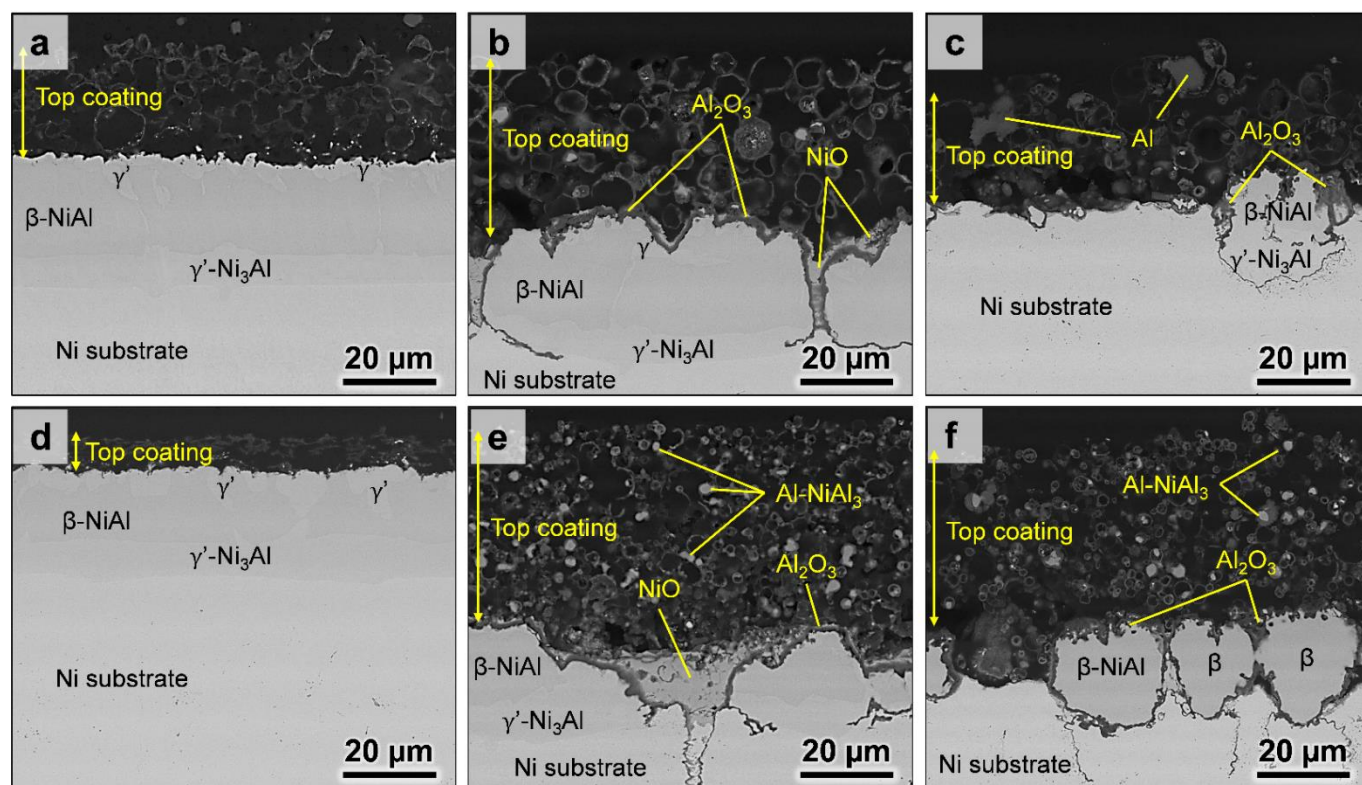 a
Top coating
γ’
γ
β-NiAl
γ’-Ni₃Al
Ni substrate
20 µm
b
Al₂O₃
Top coating
NiO
γ’
β-NiAl
γ’-Ni₃Al
Ni substrate
20 µm
c
Al
Al₂O₃
Top coating
β-NiAl
γ’-Ni₃Al
Ni substrate
20 µm
d
Top coating
γ’
γ’
β-NiAl
γ’-Ni₃Al
Ni substrate
20 µm
e
Al-NiAl₃
Top coating
Al₂O₃
NiO
β-NiAl
γ’-Ni₃Al
Ni substrate
20 µm
f
Al-NiAl₃
Top coating
Al₂O₃
β-NiAl
β
β
Ni substrate
20 µm